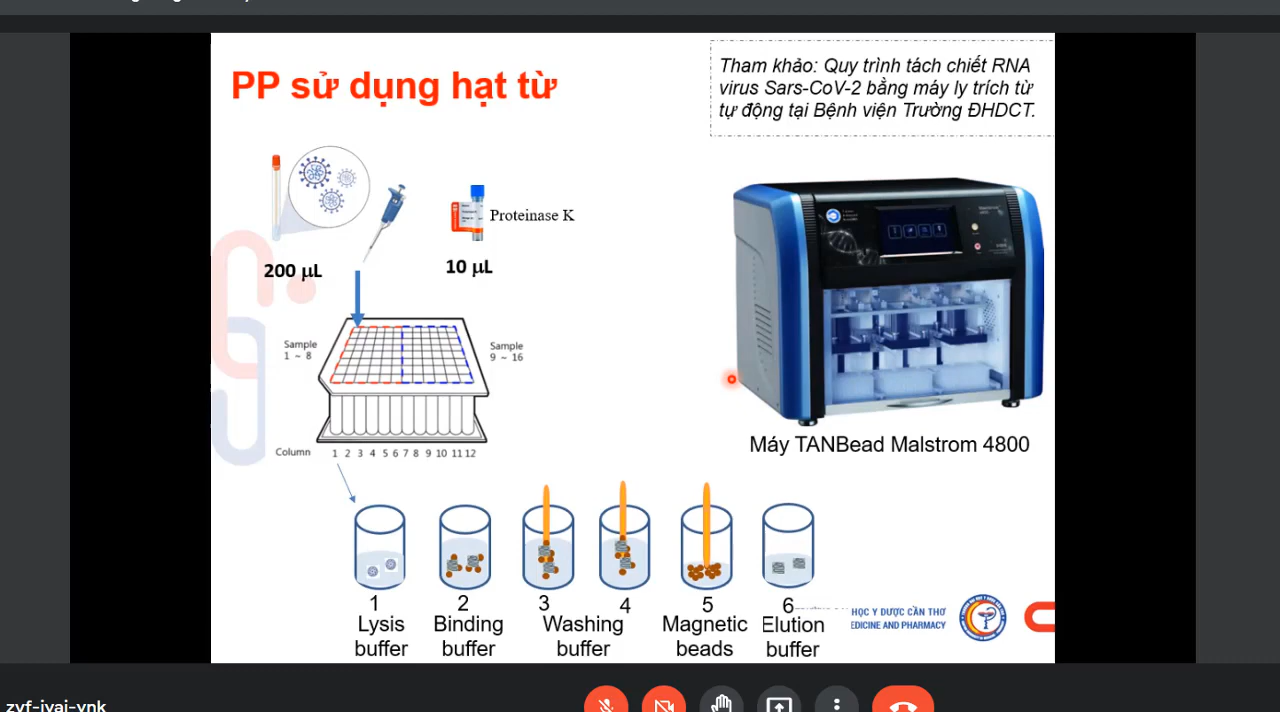 PP sử dụng hạt từ
Tham khảo: Quy trình tách chiết RNA
virus Sars-CoV-2 bằng máy ly trích từ
tự động tại Bệnh viện Trường ĐHDCT.
Proteinase K
200 µL
10 µL
Sample
1 ~ 8
Sample
9 ~ 16
Column 1 2 3 4 5 6 7 8 9 10 11 12
Máy TANBead Malstrom 4800
1
Lysis
buffer
2
Binding
buffer
3 4
Washing
buffer
5
Magnetic
beads
6
Elution
buffer
HỌC Y DƯỢC CẦN THƠ
EDICINE AND PHARMACY